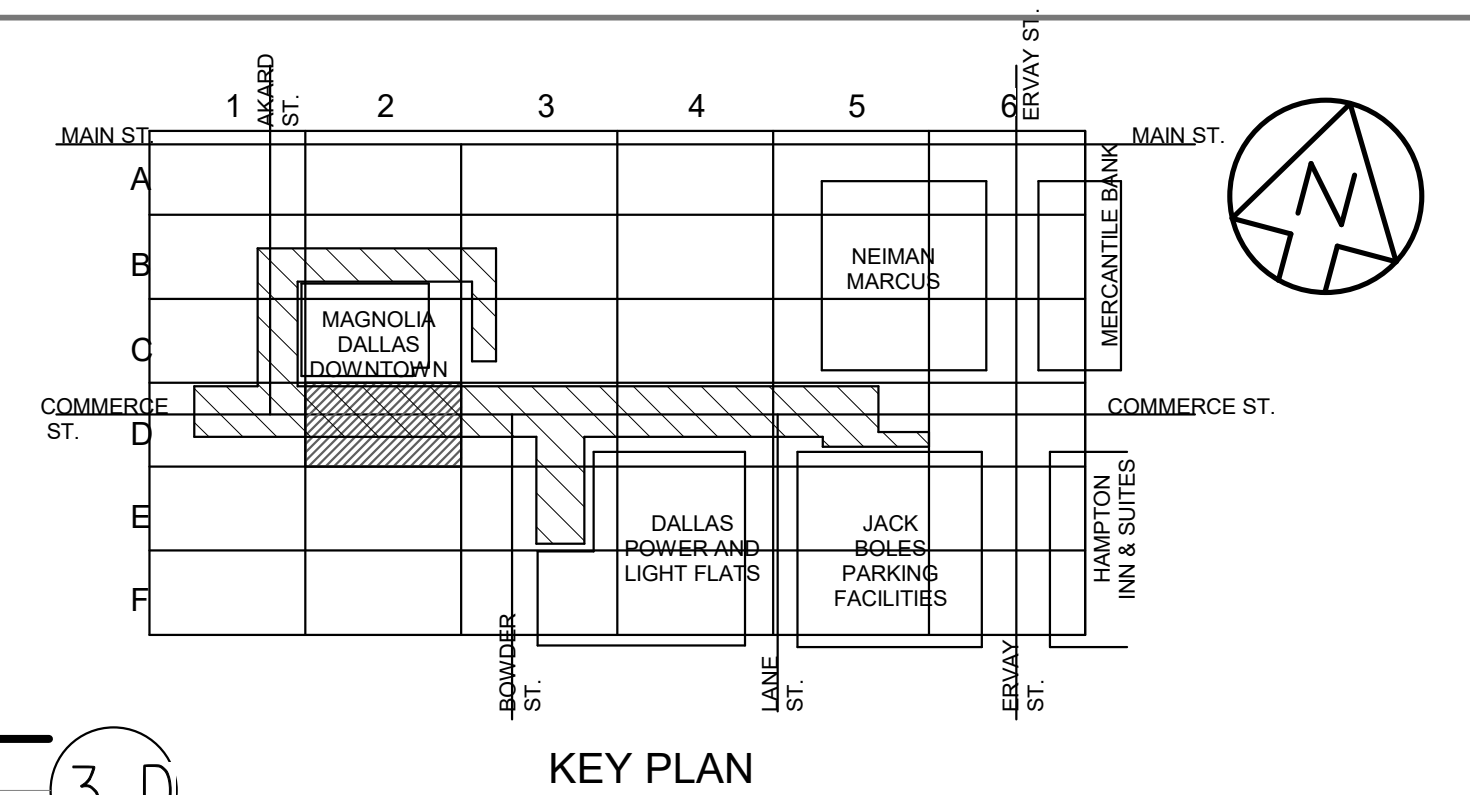 ERVAY ST.
AKARD
ST.
1
2
3
4
5
6
MAIN ST.
MAIN ST.
A
B
C
D
E
F
MERCANTILE BANK
N
NEIMAN
MARCUS
MAGNOLIA
DALLAS
DOWNTOWN
COMMERCE
ST.
COMMERCE ST.
DALLAS
POWER AND
LIGHT FLATS
JACK
BOLES
PARKING
FACILITIES
HAMPTON
INN & SUITES
BOWDER
ST.
LANE
ST.
ERVAY
ST.
KEY PLAN
3 D